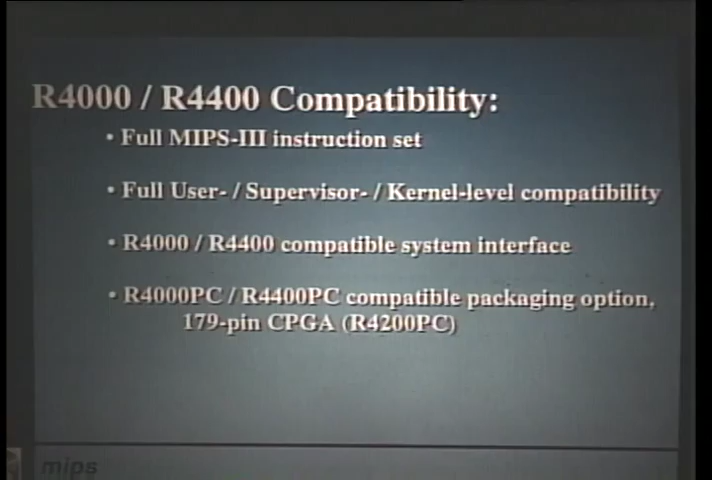 R4000 / R4400 Compatibility:
• Full MIPS-III instruction set
• Full User- / Supervisor- / Kernel-level compatibility
• R4000 / R4400 compatible system interface
• R4000PC / R4400PC compatible packaging option,
179-pin CPGA (R4200PC)
mips